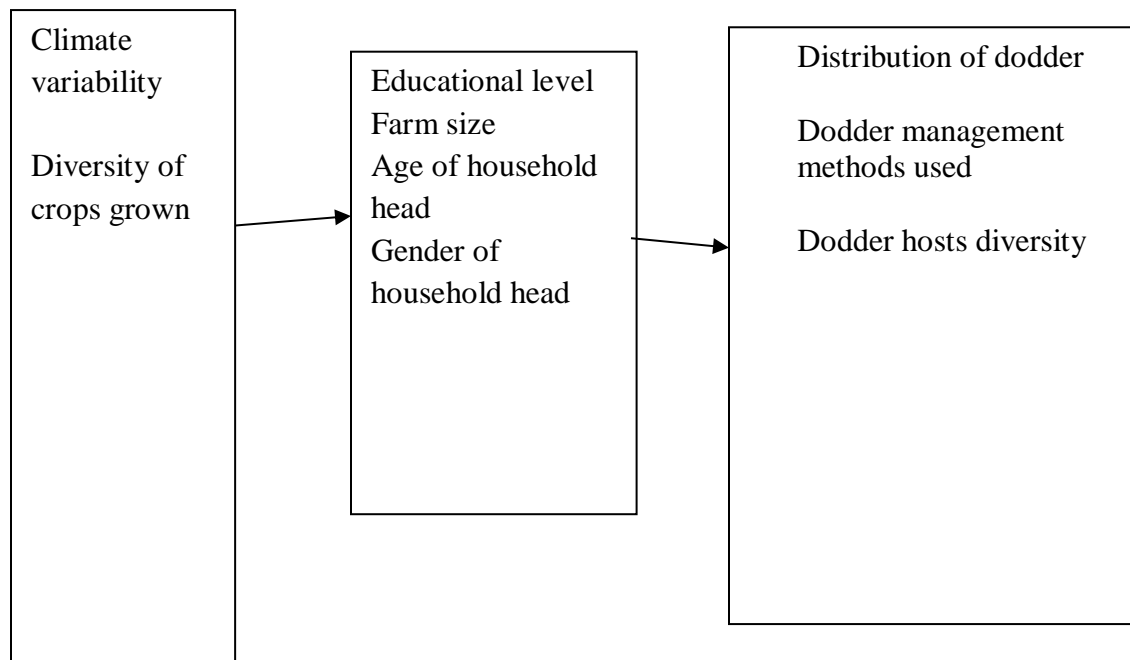 Climate
variability
Diversity of
crops grown
Educational level
Farm size
Age of household
head
Gender of
household head
Distribution of dodder
Dodder management
methods used
Dodder hosts diversity